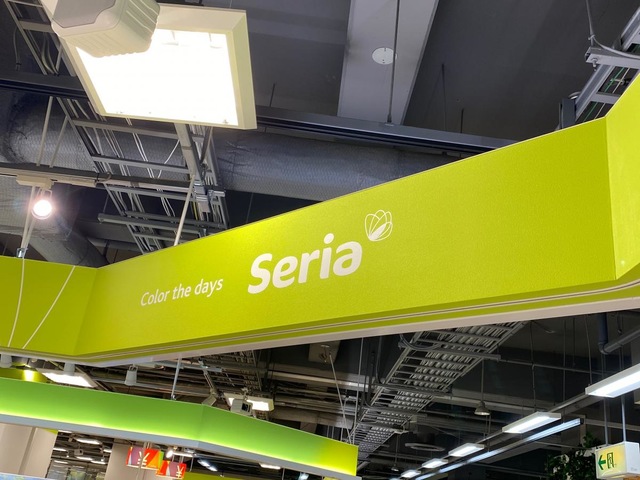 Color the days Seria